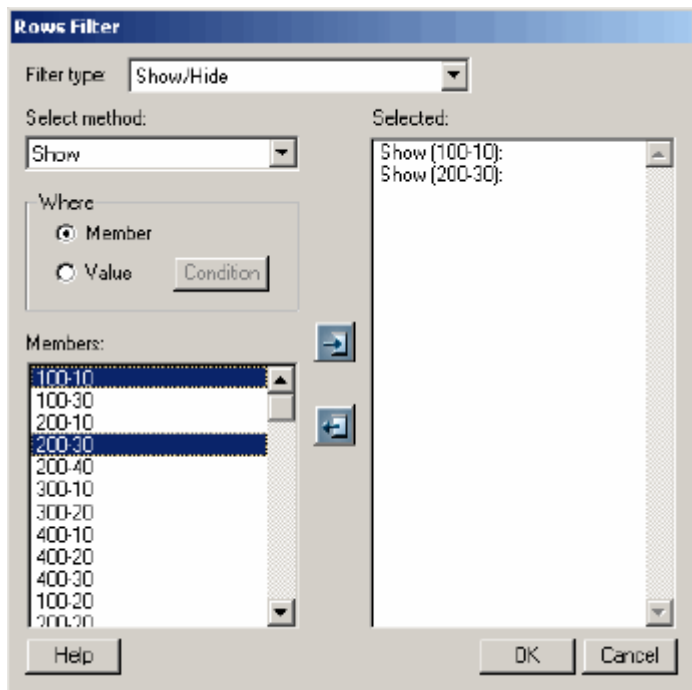 Rows Filter
Filter type: Show/Hide
Select method:
Show
Where
Member
Value Condition
Members:
100-10
100-30
200-10
200-30
200-40
300-10
300-20
400-10
400-20
400-30
100-20
200-20
Selected:
Show (100-10):
Show (200-30):
Help OK Cancel